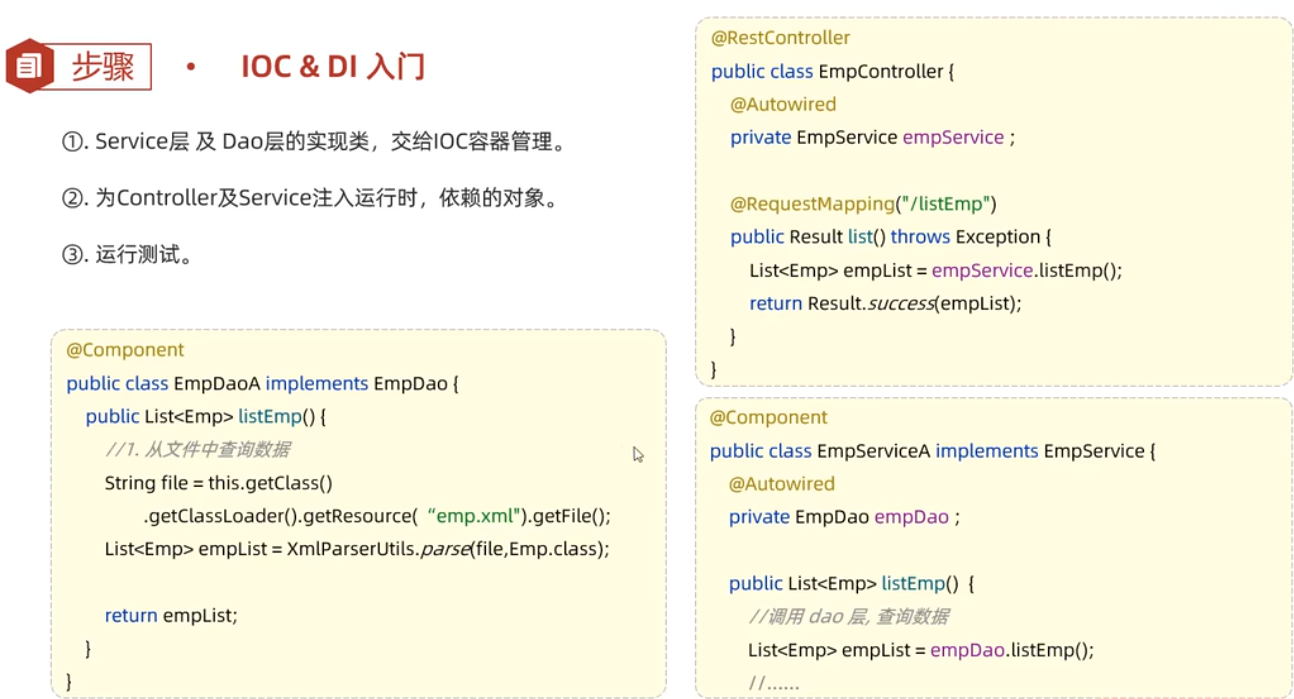 步骤 • IOC & DI 入门
①. Service层 及 Dao层的实现类，交给IOC容器管理。
②. 为Controller及Service注入运行时，依赖的对象。
③. 运行测试。
@Component
public class EmpDaoA implements EmpDao {
public List<Emp> listEmp() {
//1. 从文件中查询数据
String file = this.getClass()
.getClassLoader().getResource( “emp.xml").getFile();
List<Emp> empList = XmlParserUtils.parse(file,Emp.class);
return empList;
}
}
@RestController
public class EmpController {
@Autowired
private EmpService empService ;
@RequestMapping("/listEmp")
public Result list() throws Exception {
List<Emp> empList = empService.listEmp();
return Result.success(empList);
}
}
@Component
public class EmpServiceA implements EmpService {
@Autowired
private EmpDao empDao ;
public List<Emp> listEmp() {
//调用 dao 层, 查询数据
List<Emp> empList = empDao.listEmp();
//......